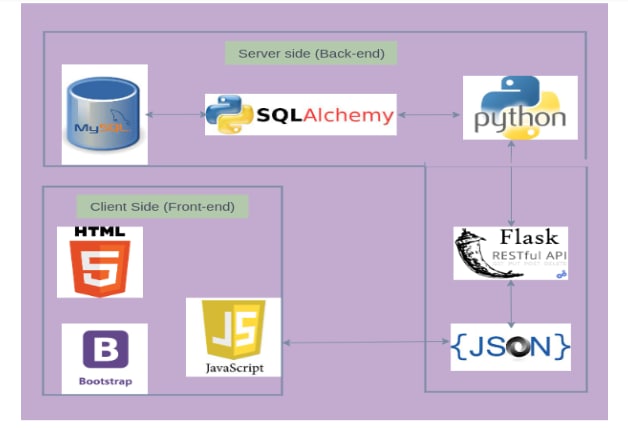 Server side (Back-end)
MySQL
SQLAlchemy
python
Client Side (Front-end)
HTML
5
Flask
RESTful API
JS
JavaScript
B
Bootstrap
{JSON}